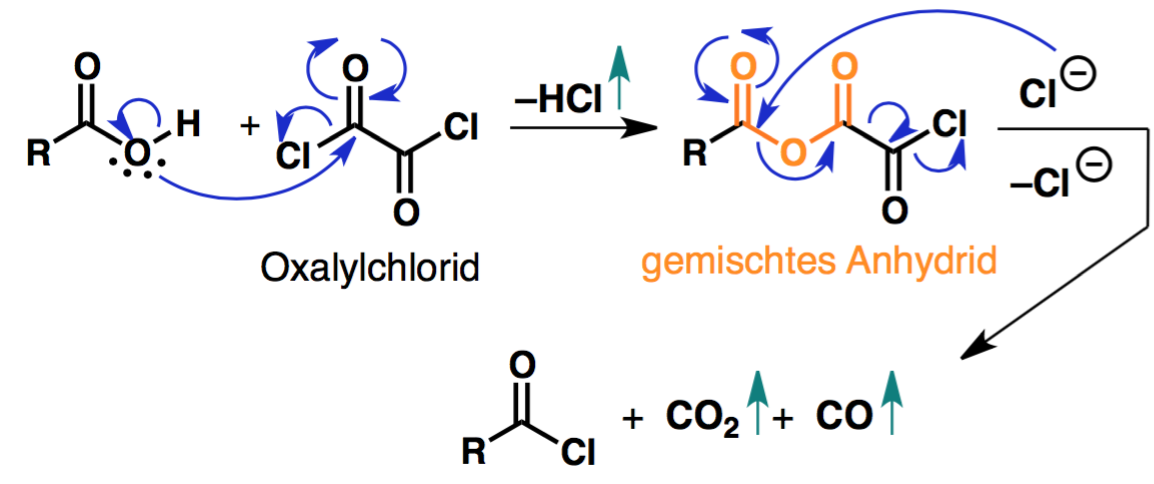 O
R
O
H
+
O
Cl
Cl
O
Oxalylchlorid
–HCl
O
O
R
O
Cl
O
gemischtes Anhydrid
Cl⊖
–Cl⊖
O
R
Cl
+ CO₂ + CO